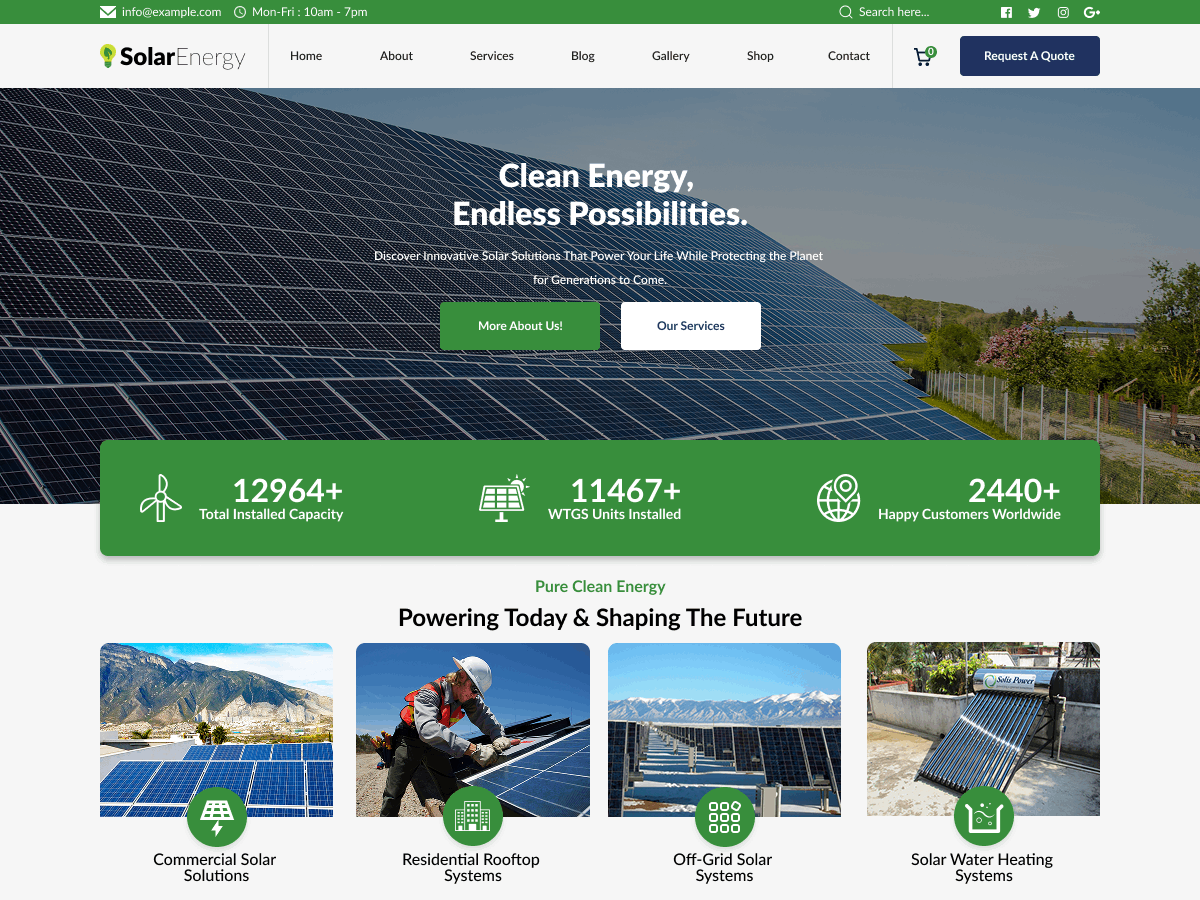 info@example.com
Mon-Fri : 10am - 7pm
Search here...
SolarEnergy
Home
About
Services
Blog
Gallery
Shop
Contact
0
Request A Quote
Clean Energy,
Endless Possibilities.
Discover Innovative Solar Solutions That Power Your Life While Protecting the Planet
for Generations to Come.
More About Us!
Our Services
12964+
Total Installed Capacity
11467+
WTGS Units Installed
2440+
Happy Customers Worldwide
Pure Clean Energy
Powering Today & Shaping The Future
Solis Power
Commercial Solar
Solutions
Residential Rooftop
Systems
Off-Grid Solar
Systems
Solar Water Heating
Systems